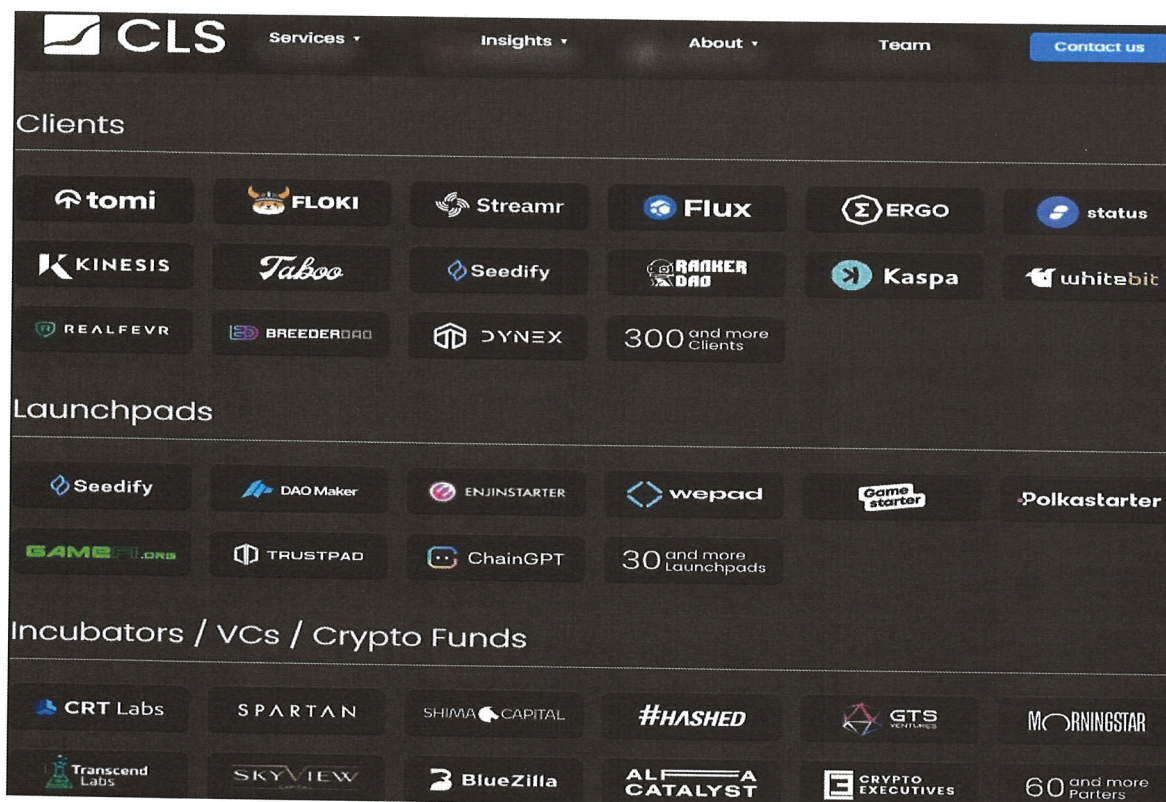 CLS Services Insights About Team Contact us
Clients
tomi FLOKI Streamr Flux ERGO status
KINESIS Taboo Seedify RANKER DAO Kaspa whitebit
REALFEVR BREEDERDAO DYNEX 300 and more Clients
Launchpads
Seedify DAO Maker ENJINSTARTER wepad Game starter Polkastarter
GAMEFI.ORG TRUSTPAD ChainGPT 30 and more Launchpads
Incubators / VCs / Crypto Funds
CRT Labs SPARTAN SHIMA CAPITAL #HASHED GTS VENTURES MORNINGSTAR
Transcend Labs SKYVIEW BlueZilla ALFA CATALYST CRYPTO EXECUTIVES 60 and more Parters